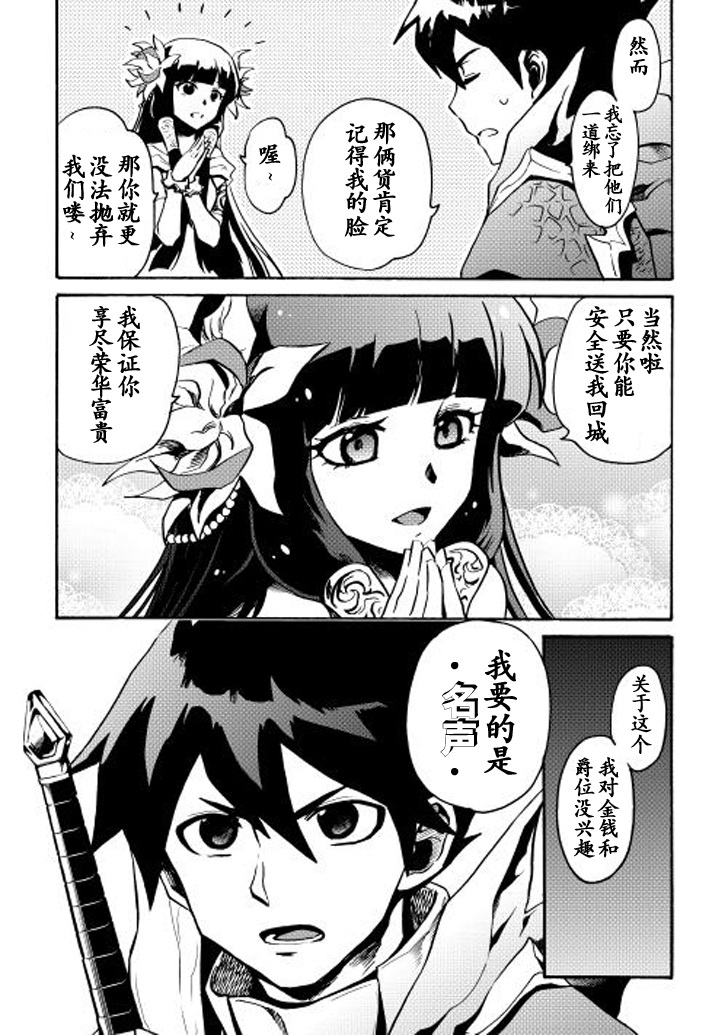 然而
我忘了把他们
一道绑来
那俩货肯定
记得我的脸
喔~
那你就更
没法抛弃
我们喽~
当然啦
只要你能
安全送我回城
我保证你
享尽荣华富贵
关于这个
我对金钱和
爵位没兴趣
我要的是
·名声·